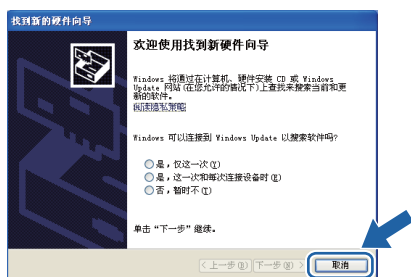 找到新的硬件向导
欢迎使用找到新硬件向导
Windows 将通过在计算机、硬件安装 CD 或 Windows
Update 网站(在您允许的情况下)上查找来搜索当前和更
新的软件。
阅读隐私策略
Windows 可以连接到 Windows Update 以搜索软件吗?
是，仅这一次(Y)
是，这一次和每次连接设备时(E)
否，暂时不(T)
单击“下一步”继续。
< 上一步(B) 下一步(N) > 取消